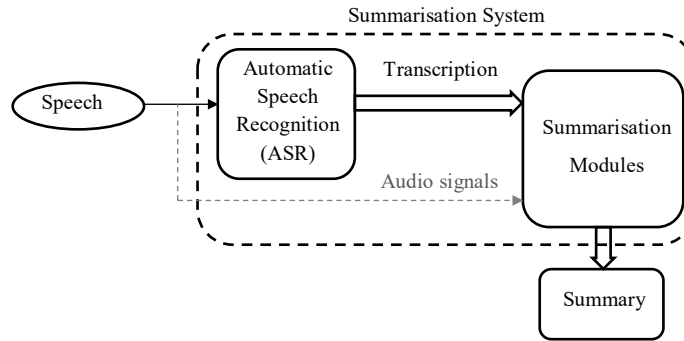 Summarisation System
Speech
Automatic
Speech
Recognition
(ASR)
Transcription
Audio signals
Summarisation
Modules
Summary